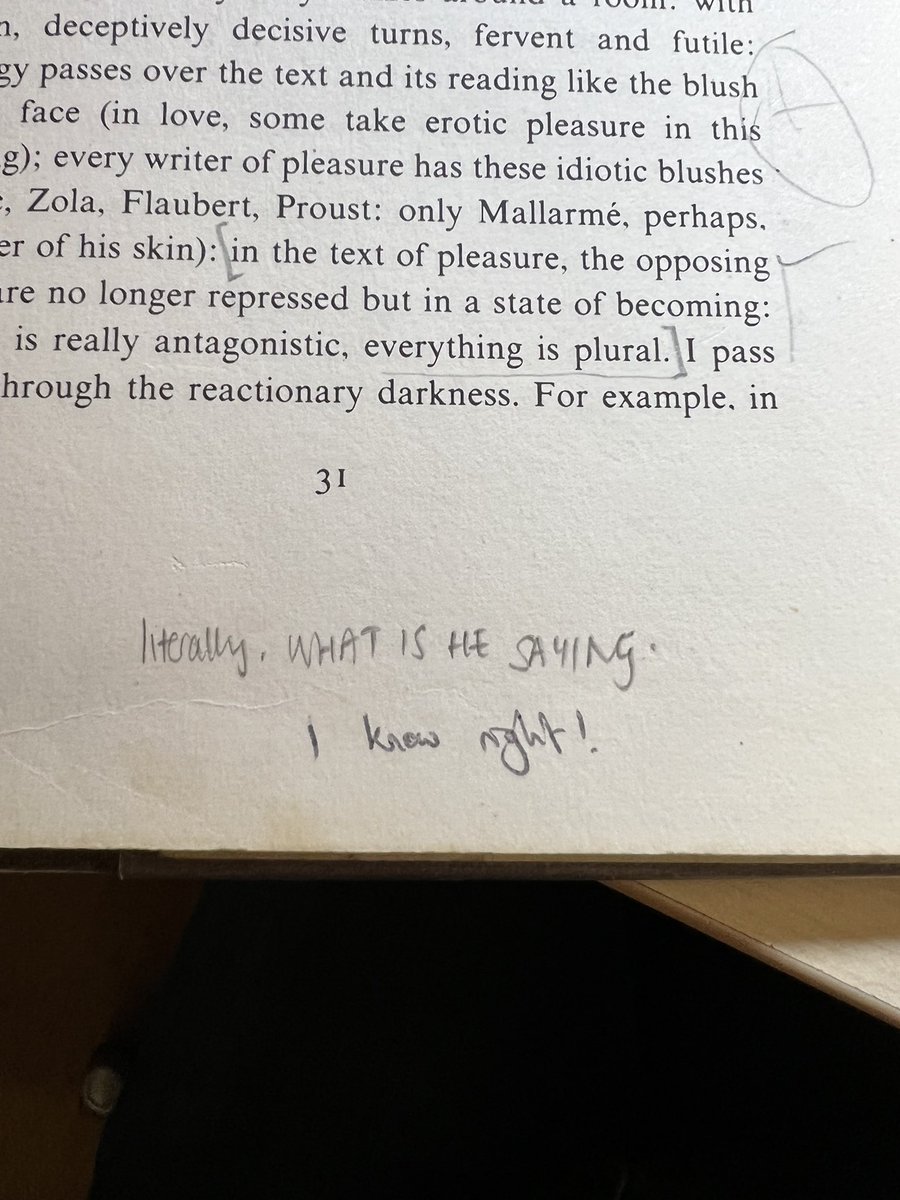 around a room: with
n, deceptively decisive turns, fervent and futile:
gy passes over the text and its reading like the blush
face (in love, some take erotic pleasure in this
g); every writer of pleasure has these idiotic blushes
c, Zola, Flaubert, Proust: only Mallarmé, perhaps,
er of his skin): [in the text of pleasure, the opposing
are no longer repressed but in a state of becoming:
is really antagonistic, everything is plural.] I pass
hrough the reactionary darkness. For example, in
31
literally. WHAT IS HE SAYING.
I know right!